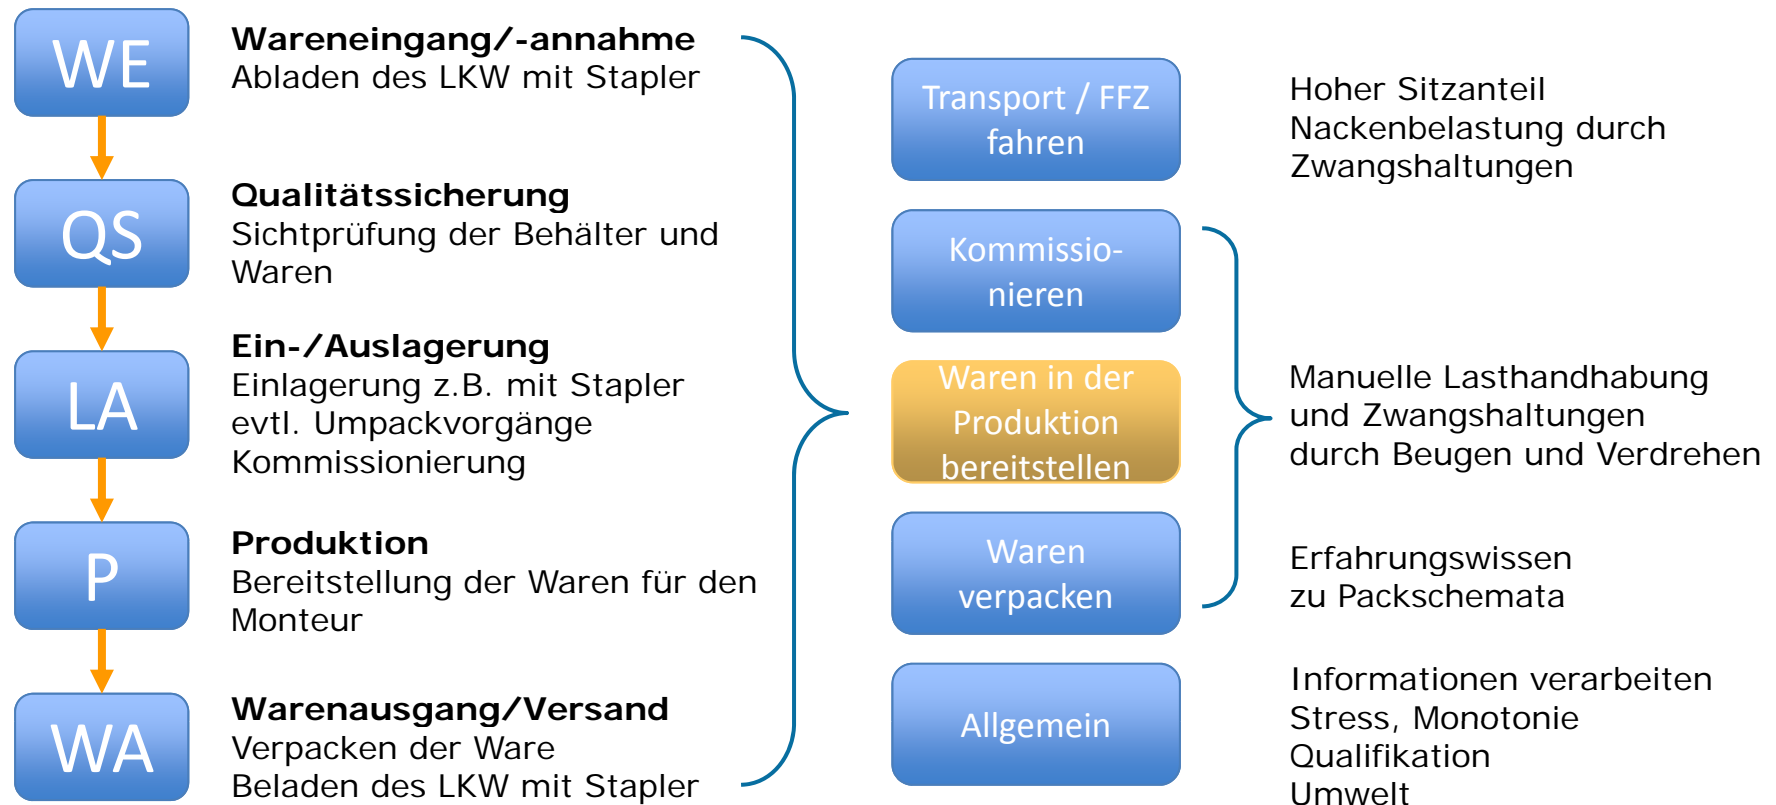 WE
Wareneingang/-annahme
Abladen des LKW mit Stapler
QS
Qualitätssicherung
Sichtprüfung der Behälter und
Waren
LA
Ein-/Auslagerung
Einlagerung z.B. mit Stapler
evtl. Umpackvorgänge
Kommissionierung
P
Produktion
Bereitstellung der Waren für den
Monteur
WA
Warenausgang/Versand
Verpacken der Ware
Beladen des LKW mit Stapler
Transport / FFZ
fahren
Hoher Sitzanteil
Nackenbelastung durch
Zwangshaltungen
Kommissio-
nieren
Waren in der
Produktion
bereitstellen
Manuelle Lasthandhabung
und Zwangshaltungen
durch Beugen und Verdrehen
Waren
verpacken
Erfahrungswissen
zu Packschemata
Allgemein
Informationen verarbeiten
Stress, Monotonie
Qualifikation
Umwelt